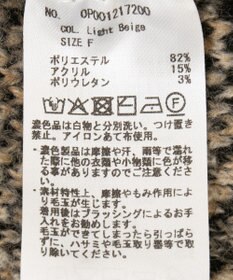 NO. OP001217200
COL. Light Beige
SIZE F
ポリエステル 82%
アクリル 15%
ポリウレタン 3%
濃色品は白物と分別洗い。つけ置き
禁止。アイロンあて布使用。
・濃色製品は摩擦や汗、雨等で濡れ
た際に他の衣類や小物類に色が移
る事がありますのでご注意くださ
い。
・素材特性上、摩擦やもみ作用によ
り毛玉が生じます。
着用後はブラッシングによるお手
入れをお勧めします。
毛玉ができてしまったら引っぱらず
に、ハサミや毛玉取り器等で取
り除いてください。